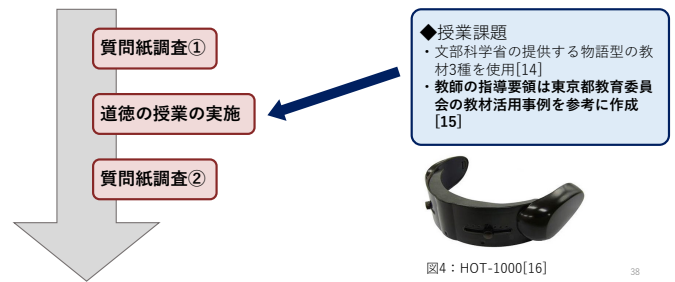 質問紙調査①
道徳の授業の実施
質問紙調査②
◆授業課題
・文部科学省の提供する物語型の教
材3種を使用[14]
・教師の指導要領は東京都教育委員
会の教材活用事例を参考に作成
[15]
図4：HOT-1000[16]
38